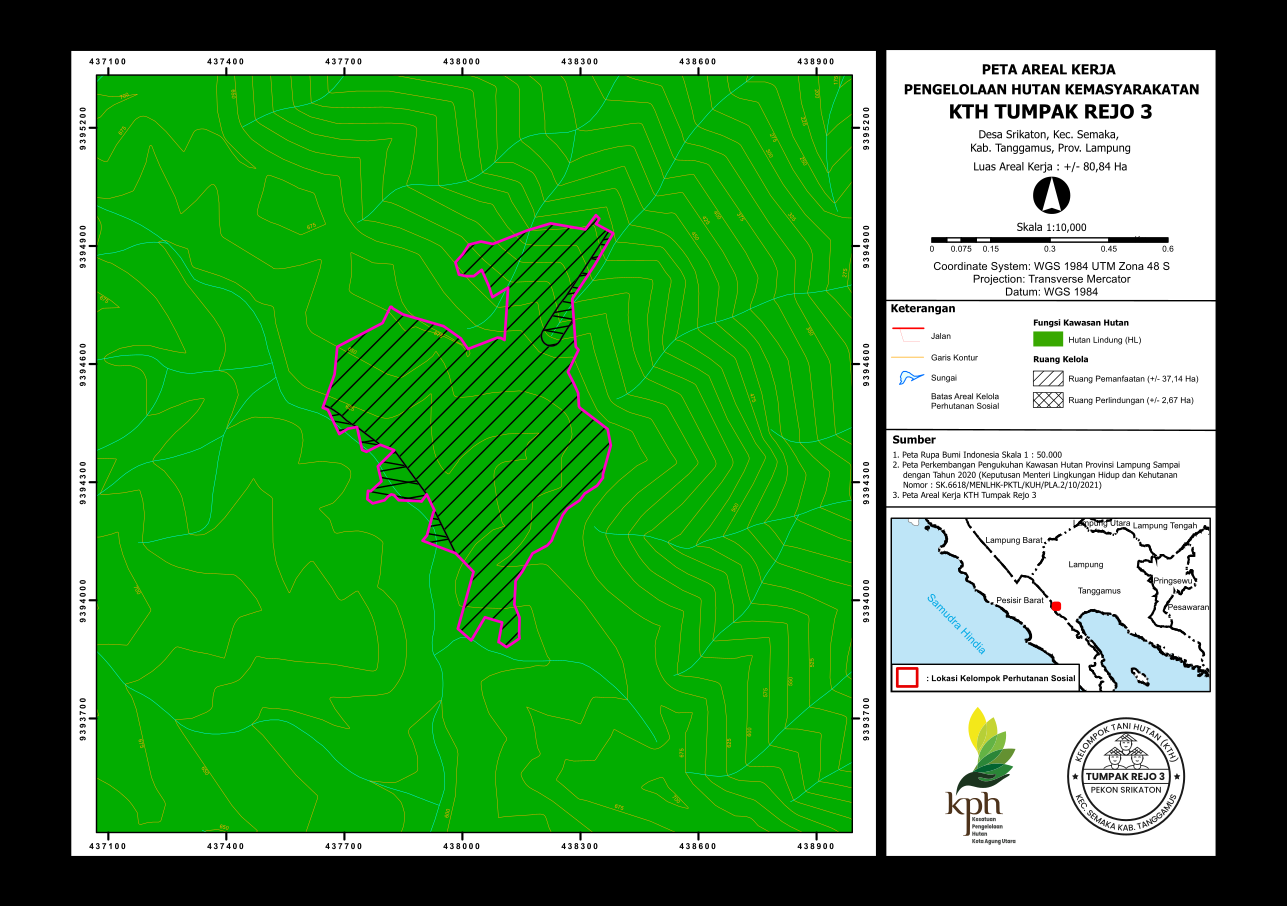 437100 437400 437700 438000 438300 438600 438900
9395200
9394900
9394600
9394300
9394000
9393700
9395200
9394900
9394600
9394300
9394000
9393700
437100 437400 437700 438000 438300 438600 438900
PETA AREAL KERJA
PENGELOLAAN HUTAN KEMASYARAKATAN
KTH TUMPAK REJO 3
Desa Srikaton, Kec. Semaka,
Kab. Tanggamus, Prov. Lampung
Luas Areal Kerja : +/- 80,84 Ha
Skala 1:10,000
0 0.075 0.15 0.3 0.45 0.6
Coordinate System: WGS 1984 UTM Zona 48 S
Projection: Transverse Mercator
Datum: WGS 1984
Keterangan
Jalan
Garis Kontur
Sungai
Batas Areal Kelola
Perhutanan Sosial
Fungsi Kawasan Hutan
Hutan Lindung (HL)
Ruang Kelola
Ruang Pemanfaatan (+/- 37,14 Ha)
Ruang Perlindungan (+/- 2,67 Ha)
Sumber
1. Peta Rupa Bumi Indonesia Skala 1 : 50.000
2. Peta Perkembangan Pengukuhan Kawasan Hutan Provinsi Lampung Sampai
dengan Tahun 2020 (Keputusan Menteri Lingkungan Hidup dan Kehutanan
Nomor : SK.6618/MENLHK-PKTL/KUH/PLA.2/10/2021)
3. Peta Areal Kerja KTH Tumpak Rejo 3
Lampung Utara
Lampung Tengah
Lampung Barat
Lampung
Pringsewu
Tanggamus
Pesisir Barat
Pesawaran
Samudra Hindia
: Lokasi Kelompok Perhutanan Sosial
kph
Kesatuan
Pengelolaan
Hutan
Kota Agung Utara
KELOMPOK TANI HUTAN (KTH)
TUMPAK REJO 3
PEKON SRIKATON
KEC. SEMAKA KAB. TANGGAMUS